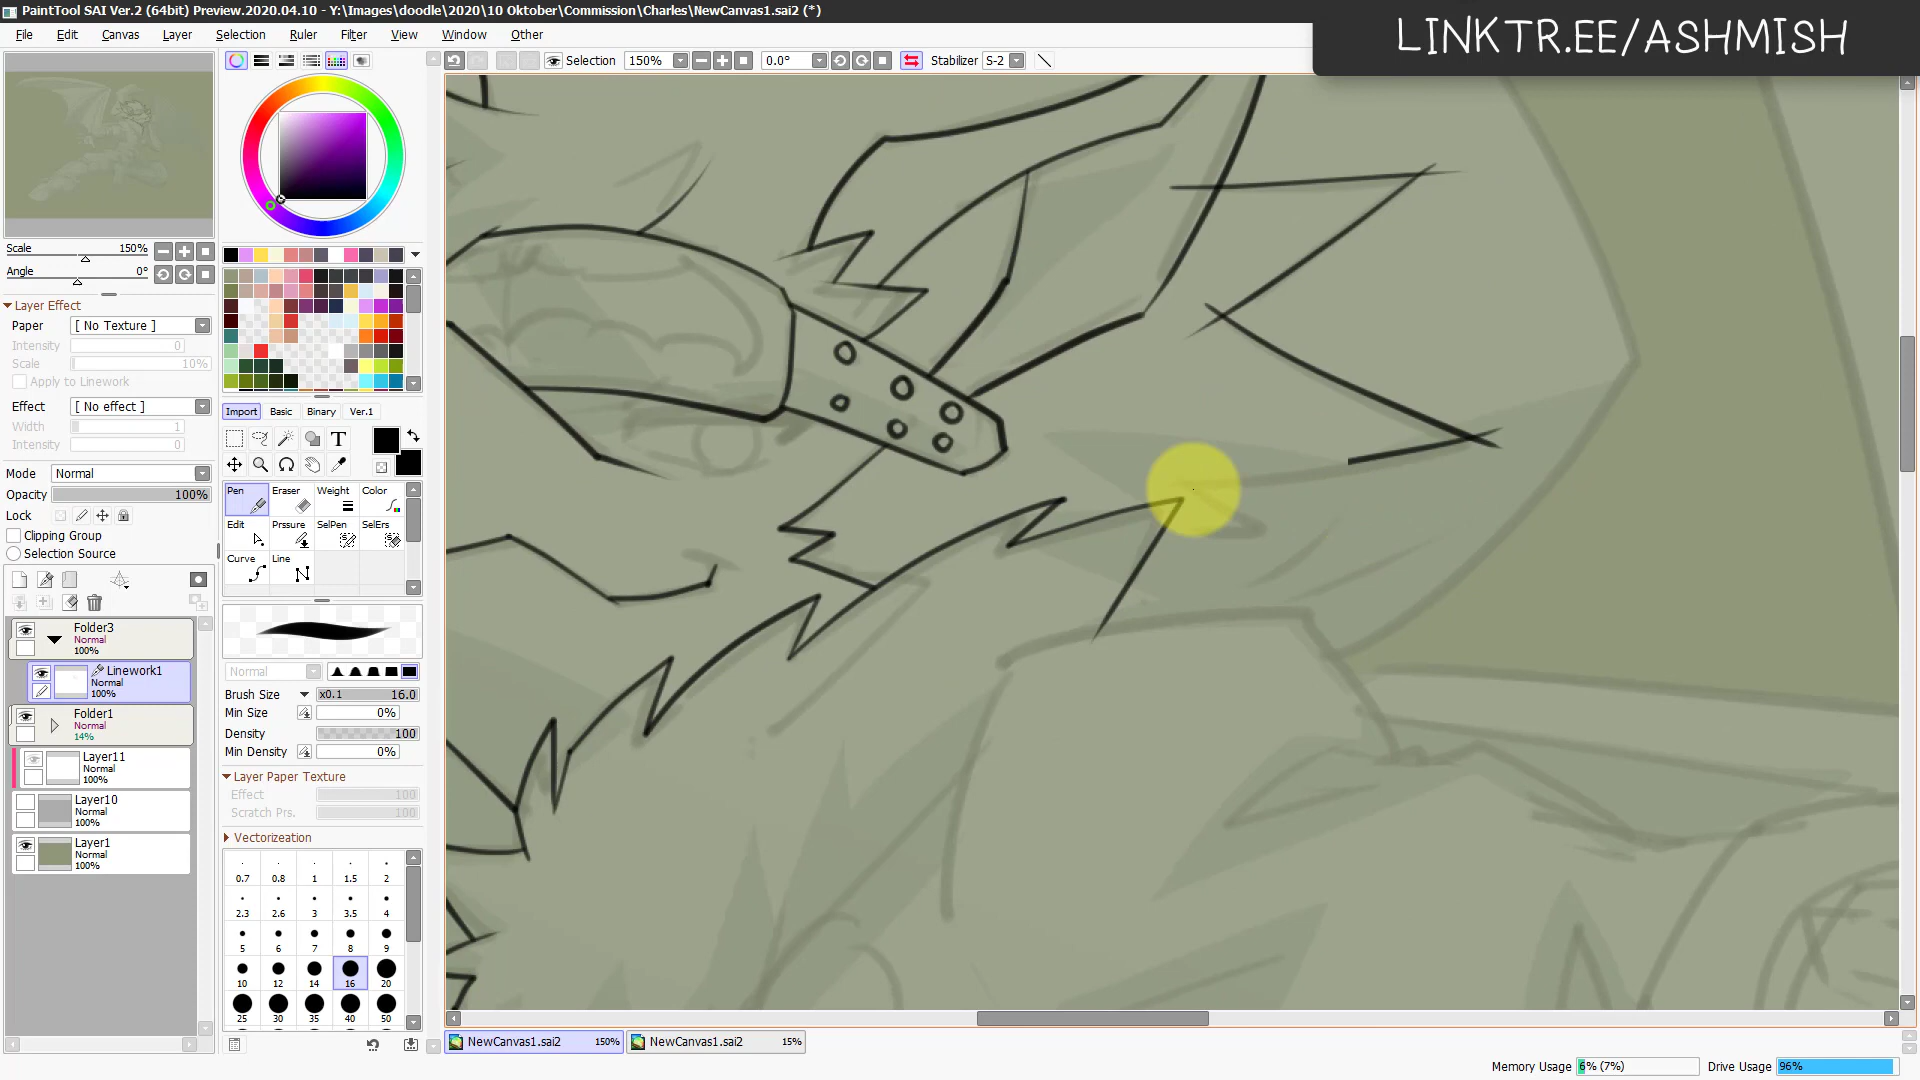 PaintTool SAI Ver.2 (64bit) Preview.2020.04.10 - Y:\Images\doodle\2020\10 Oktober\Commission\Charles\NewCanvas1.sai2 (*)
LINKTR.EE/ASHMISH
File Edit Canvas Layer Selection Ruler Filter View Window Other
Selection 150% 0.0° Stabilizer S-2
Scale 150%
Angle 0°
Layer Effect
Paper [ No Texture ]
Intensity 0
Scale 10%
Apply to Linework
Effect [ No effect ]
Width 1
Intensity 0
Mode Normal
Opacity 100%
Lock
Clipping Group
Selection Source
Folder3
Normal
100%
Linework1
Normal
100%
Folder1
Normal
14%
Layer11
Normal
100%
Layer10
Normal
100%
Layer1
Normal
100%
Import Basic Binary Ver.1
T
Pen Eraser Weight Color
Edit Prssure SelPen SelErs
Curve Line
Normal
Brush Size x0.1 16.0
Min Size 0%
Density 100
Min Density 0%
Layer Paper Texture
Effect 100
Scratch Prs. 100
Vectorizeation
0.7 0.8 1 1.5 2
2.3 2.6 3 3.5 4
5 6 7 8 9
10 12 14 16 20
25 30 35 40 50
NewCanvas1.sai2 150% NewCanvas1.sai2 15%
Memory Usage 6% (7%) Drive Usage 96%